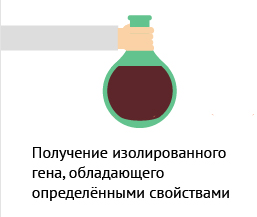 Получение изолированного
гена, обладающего
определёнными свойствами